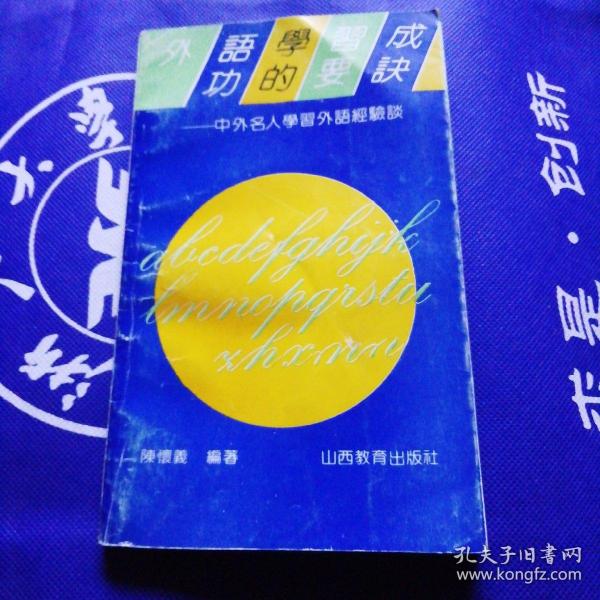 外語學習成
功的要訣
——中外名人學習外語經驗談
abcdefghijk
lmnopqrstu
陳懷義 編著 山西教育出版社
求是·创新
孔夫子旧书网
www.kongfz.com